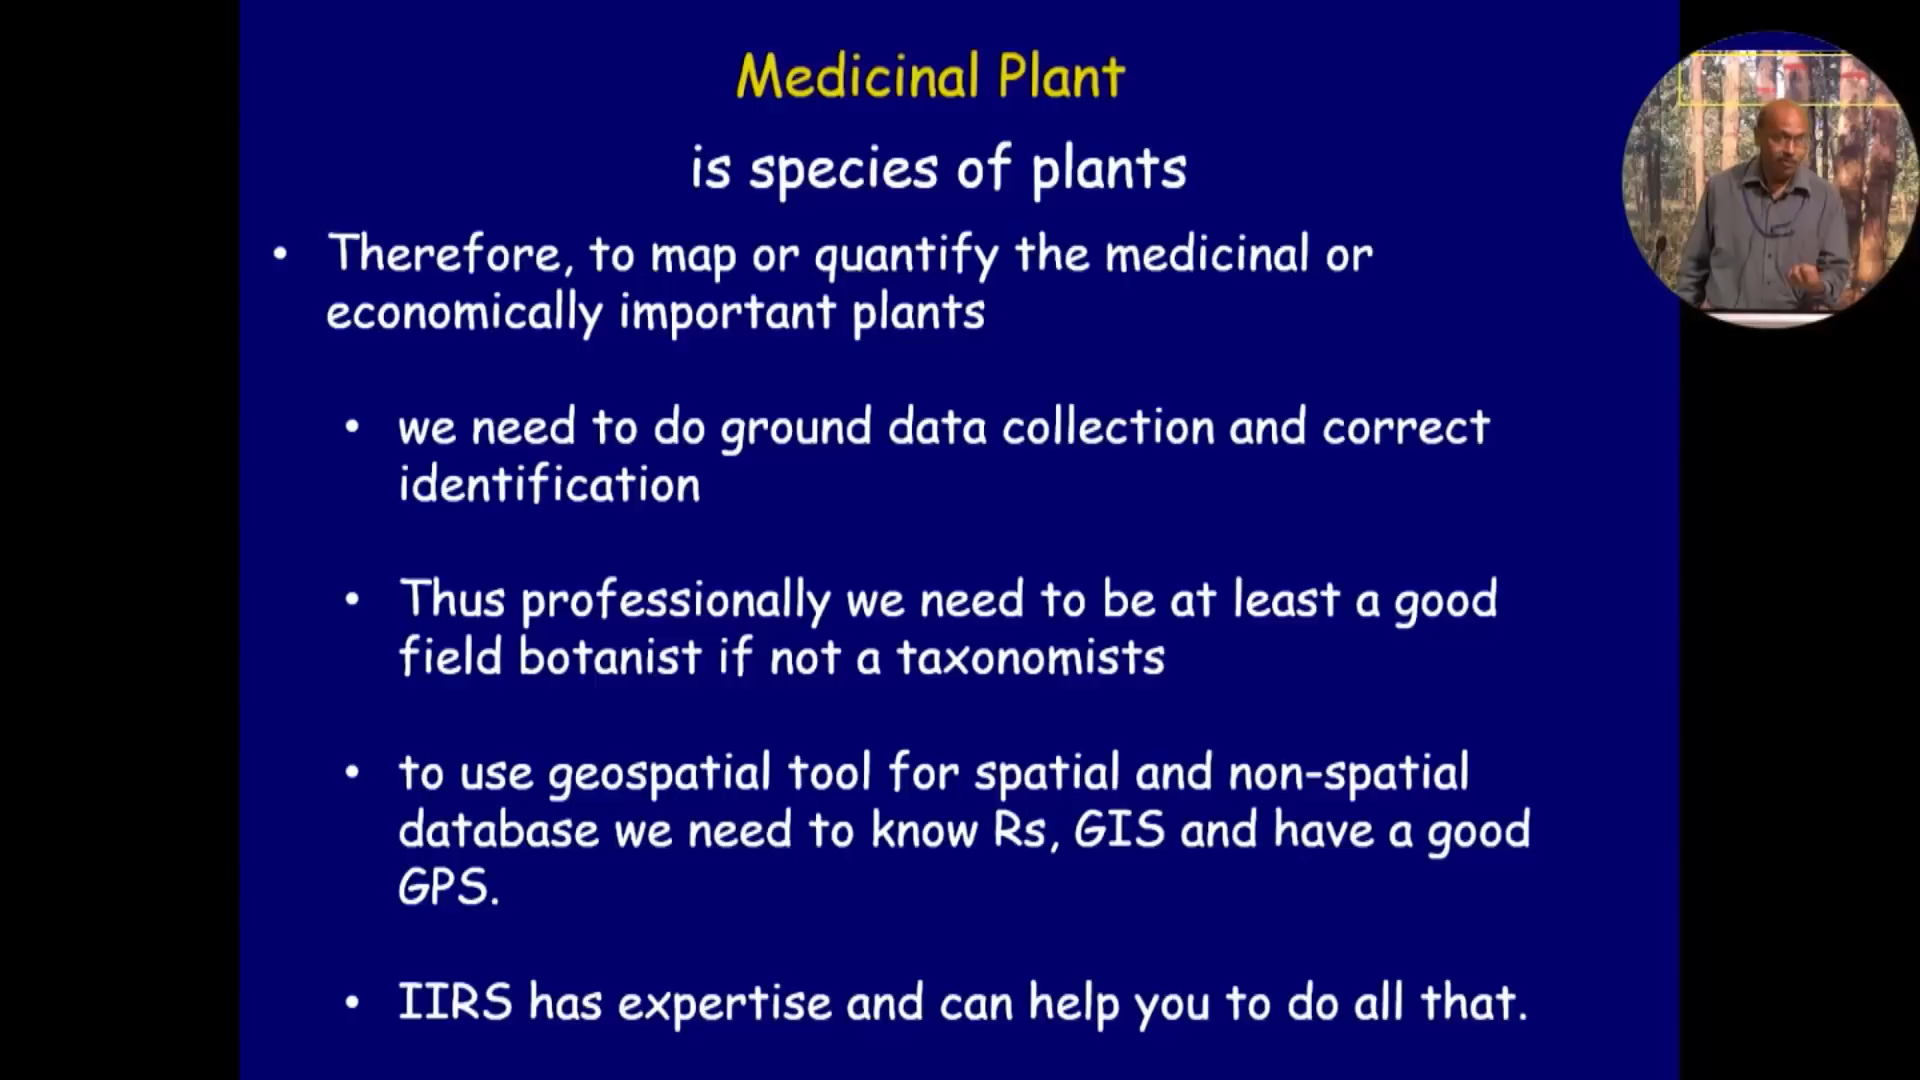 Medicinal Plant
is species of plants
• Therefore, to map or quantify the medicinal or
economically important plants
• we need to do ground data collection and correct
identification
• Thus professionally we need to be at least a good
field botanist if not a taxonomists
• to use geospatial tool for spatial and non-spatial
database we need to know Rs, GIS and have a good
GPS.
• IIRS has expertise and can help you to do all that.